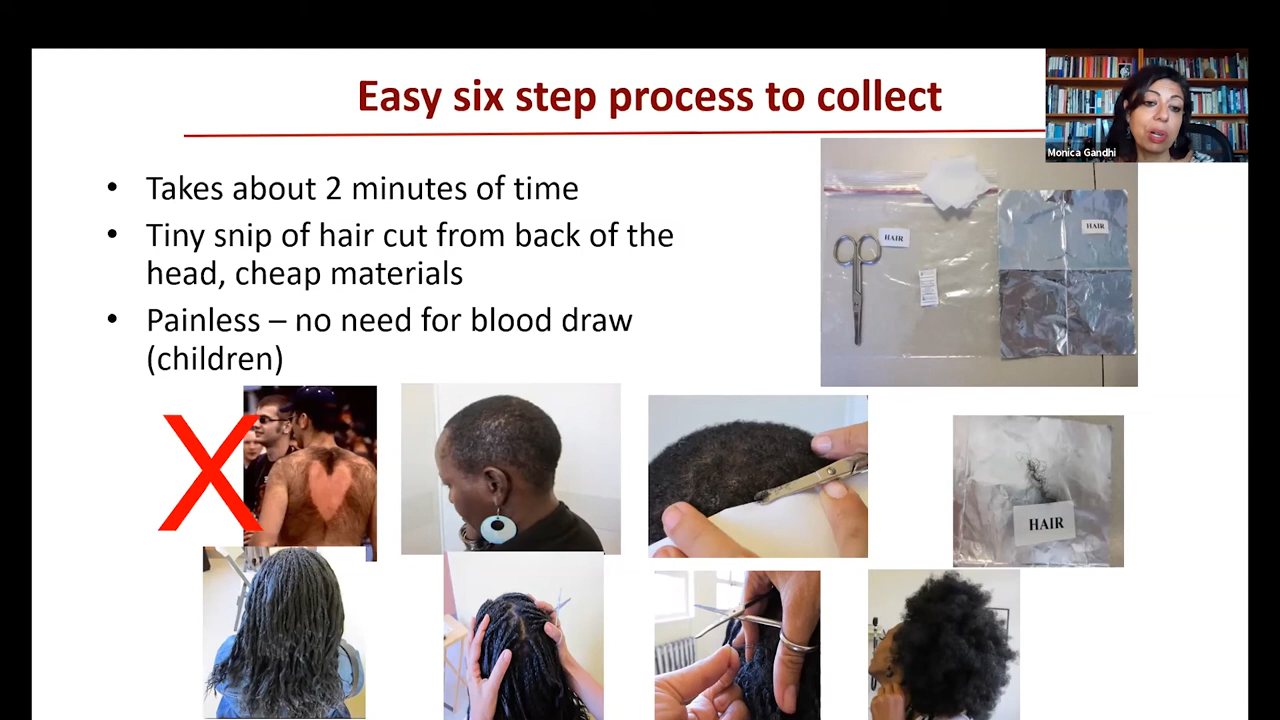 Easy six step process to collect
Monica Gandhi
• Takes about 2 minutes of time
• Tiny snip of hair cut from back of the
head, cheap materials
• Painless – no need for blood draw
(children)
HAIR
HAIR
X
HAIR